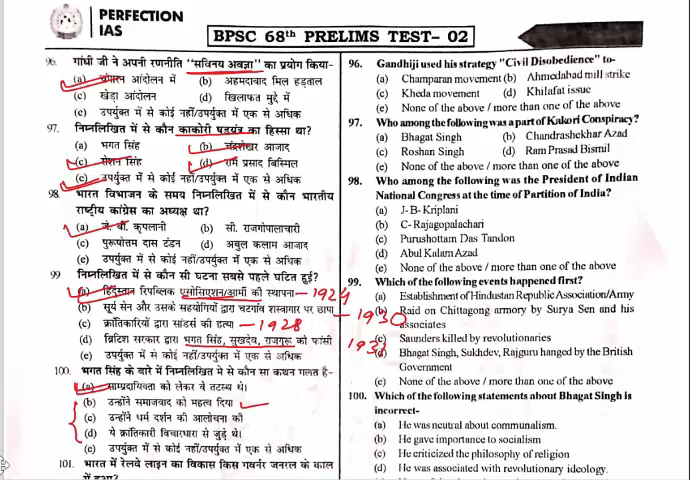 PERFECTION
IAS
BPSC 68th PRELIMS TEST- 02
96. गांधी जी ने अपनी रणनीति "सविनय अवज्ञा" का प्रयोग किया-
(a) चंपारन आंदोलन में (b) अहमदाबाद मिल हड़ताल
(c) खेड़ा आंदोलन (d) खिलाफत मुद्दे में
(e) उपर्युक्त में से कोई नहीं/उपर्युक्त में एक से अधिक
97. निम्नलिखित में से कौन काकोरी षडयंत्र का हिस्सा था?
(a) भगत सिंह (b) चंद्रशेखर आजाद
(c) रोशन सिंह (d) राम प्रसाद बिस्मिल
(e) उपर्युक्त में से कोई नहीं/उपर्युक्त में एक से अधिक
98. भारत विभाजन के समय निम्नलिखित में से कौन भारतीय
राष्ट्रीय कांग्रेस का अध्यक्ष था?
(a) जे. बी. कृपलानी (b) सी. राजगोपालाचारी
(c) पुरूषोत्तम दास टंडन (d) अबुल कलाम आजाद
(e) उपर्युक्त में से कोई नहीं/उपर्युक्त में एक से अधिक
99 निम्नलिखित में से कौन सी घटना सबसे पहले घटित हुई?
(a) हिंदुस्तान रिपब्लिक एसोसिएशन/आर्मी की स्थापना - 1924
(b) सूर्य सेन और उसके सहयोगियों द्वारा चटगांव शस्त्रागार पर छापा - 1930
(c) क्रांतिकारियों द्वारा सांडर्स की हत्या - 1928
(d) ब्रिटिश सरकार द्वारा भगत सिंह, सुखदेव, राजगुरू को फांसी
(e) उपर्युक्त में से कोई नहीं/उपर्युक्त में एक से अधिक
100. भगत सिंह के बारे में निम्नलिखित मे से कौन सा कथन गलत है-
(a) साम्प्रदायिकता को लेकर वे तटस्थ थे।
(b) उन्होंने समाजवाद को महत्व दिया
(c) उन्होंने धर्म दर्शन की आलोचना की
(d) ये क्रांतिकारी विचारधारा से जुड़े थे।
(e) उपर्युक्त में से कोई नहीं/उपर्युक्त में एक से अधिक
101. भारत में रेलवे लाइन का विकास किस गवर्नर जनरल के काल
में हुआ?
96. Gandhiji used his strategy "Civil Disobedience" to-
(a) Champaran movement (b) Ahmedabad mill strike
(c) Kheda movement (d) Khilafat issue
(e) None of the above / more than one of the above
97. Who among the following was a part of Kakori Conspiracy?
(a) Bhagat Singh (b) Chandrashekhar Azad
(c) Roshan Singh (d) Ram Prasad Bismil
(e) None of the above / more than one of the above
98. Who among the following was the President of Indian
National Congress at the time of Partition of India?
(a) J- B- Kriplani
(b) C- Rajagopalachari
(c) Purushottam Das Tandon
(d) Abul Kalam Azad
(e) None of the above / more than one of the above
99. Which of the following events happened first?
(a) Establishment of Hindustan Republic Association/Army
(b) Raid on Chittagong armory by Surya Sen and his
associates
(c) Saunders killed by revolutionaries
(d) Bhagat Singh, Sukhdev, Rajguru hanged by the British
Government
(e) None of the above / more than one of the above
100. Which of the following statements about Bhagat Singh is
incorrect-
(a) He was neutral about communalism.
(b) He gave importance to socialism
(c) He criticized the philosophy of religion
(d) He was associated with revolutionary ideology.